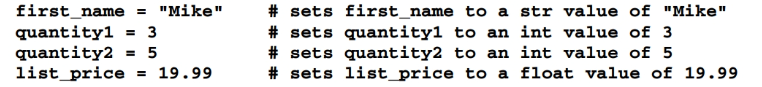 first_name = "Mike"     # sets first_name to a str value of "Mike"
quantity1 = 3           # sets quantity1 to an int value of 3
quantity2 = 5           # sets quantity2 to an int value of 5
list_price = 19.99      # sets list_price to a float value of 19.99